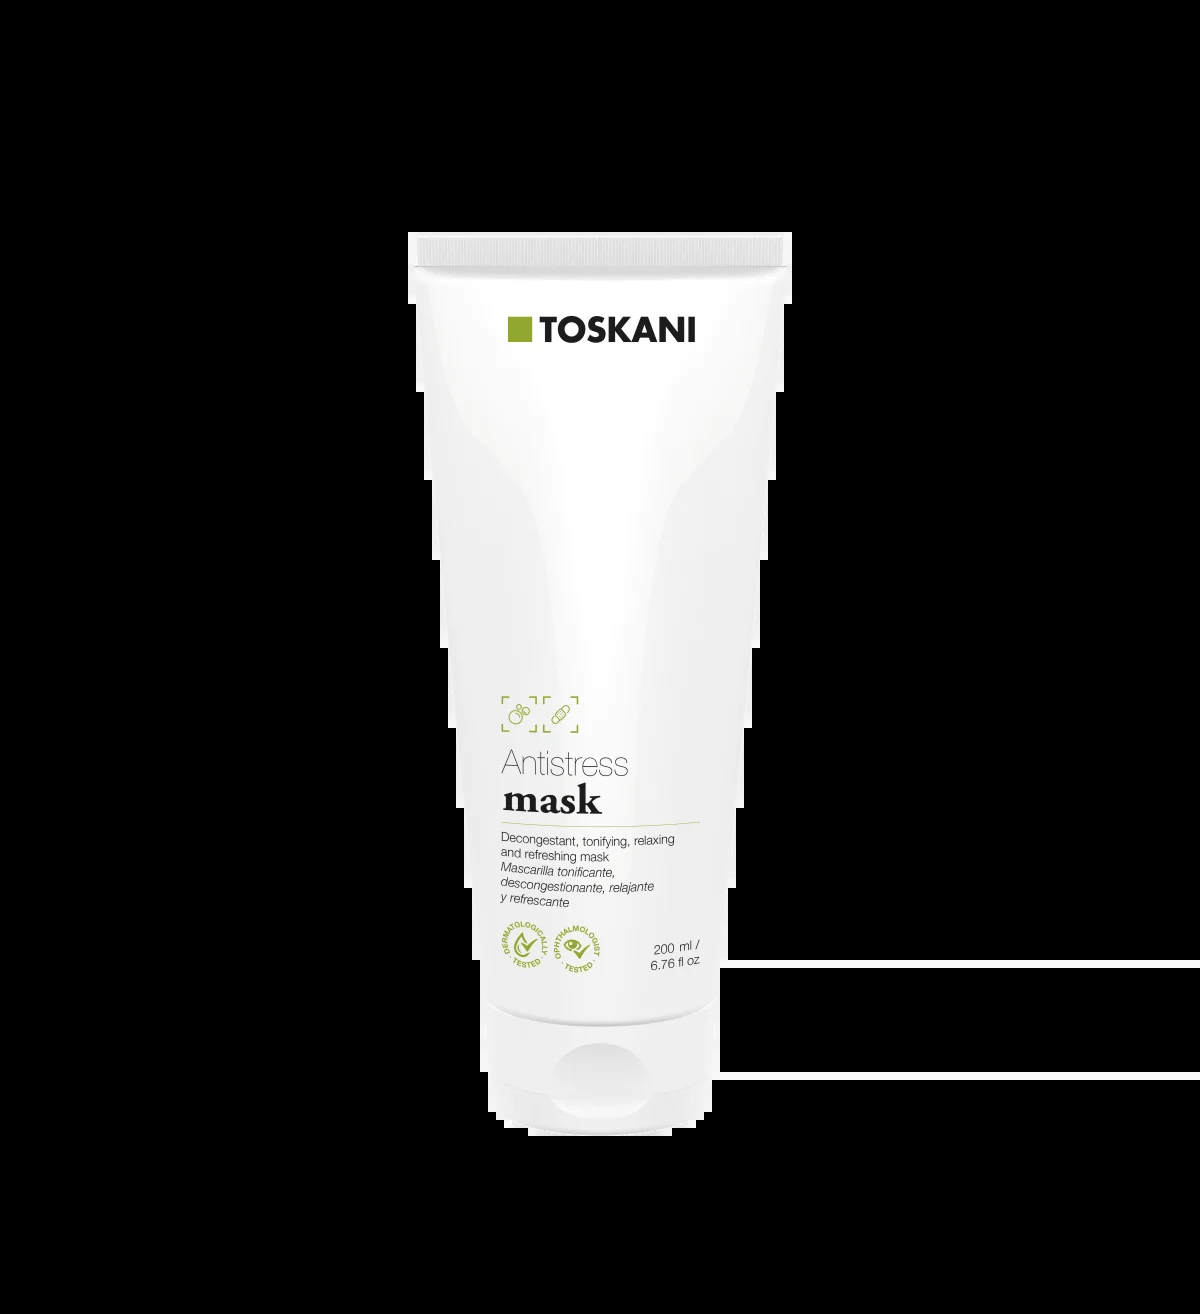 TOSKANI
Antistress
mask
Decongestant, tonifying, relaxing
and refreshing mask
Mascarilla tonificante,
descongestionante, relajante
y refrescante
DERMATOLOGICALLY
· TESTED ·
OPHTHALMOLOGIST
· TESTED ·
200 ml /
6.76 fl oz